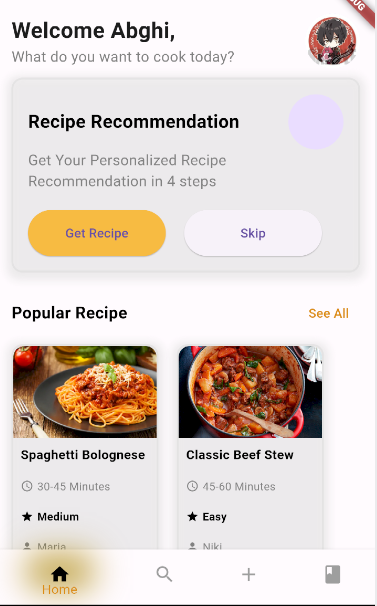 Welcome Abghi,
What do you want to cook today?
Recipe Recommendation
Get Your Personalized Recipe
Recommendation in 4 steps
Get Recipe
Skip
Popular Recipe
See All
Spaghetti Bolognese
Classic Beef Stew
30-45 Minutes
45-60 Minutes
Medium
Easy
Maria
Niki
Home